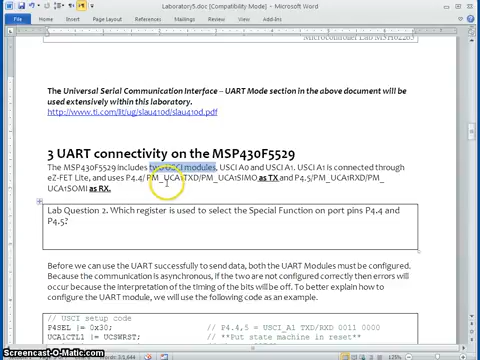 Laboratory5.doc [Compatibility Mode] - Microsoft Word
File Home Insert Page Layout References Mailings Review View Add-Ins
Microcontroller Lab MSP02263
The Universal Serial Communication Interface – UART Mode section in the above document will be
used extensively within this laboratory.
http://www.ti.com/lit/ug/slau410d/slau410d.pdf
3 UART connectivity on the MSP430F5529
The MSP430F5529 includes two USCI modules, USCI A0 and USCI A1. USCI A1 is connected through
eZ-FET Lite, and uses P4.4/PM_UCA1TXD/PM_UCA1SIMO as TX and P4.5/PM_UCA1RXD/PM_
UCA1SOMI as RX.
Lab Question 2. Which register is used to select the Special Function on port pins P4.4 and
P4.5?
Before we can use the UART successfully to send data, both the UART Modules must be configured.
Because the communication is asynchronous, if the two are not configured correctly then errors will
occur because the interpretation of the timing of the bits will be off. To better explain how to
configure the UART module, we will use the following code as an example.
// USCI setup code
P4SEL |= 0x30; // P4.4,5 = USCI_A1 TXD/RXD 0011 0000
UCA1CTL1 |= UCSWRST; // **Put state machine in reset**
Screencast-O-Matic.com
115%